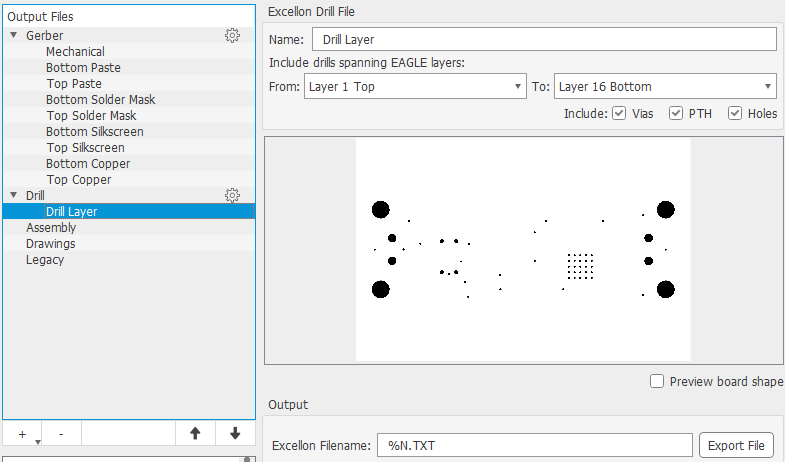 Output Files
Gerber
Mechanical
Bottom Paste
Top Paste
Bottom Solder Mask
Top Solder Mask
Bottom Silkscreen
Top Silkscreen
Bottom Copper
Top Copper
Drill
Drill Layer
Assembly
Drawings
Legacy
+
-
Excellon Drill File
Name: Drill Layer
Include drills spanning EAGLE layers:
From: Layer 1 Top To: Layer 16 Bottom
Include: Vias PTH Holes
Preview board shape
Output
Excellon Filename: %N.TXT Export File